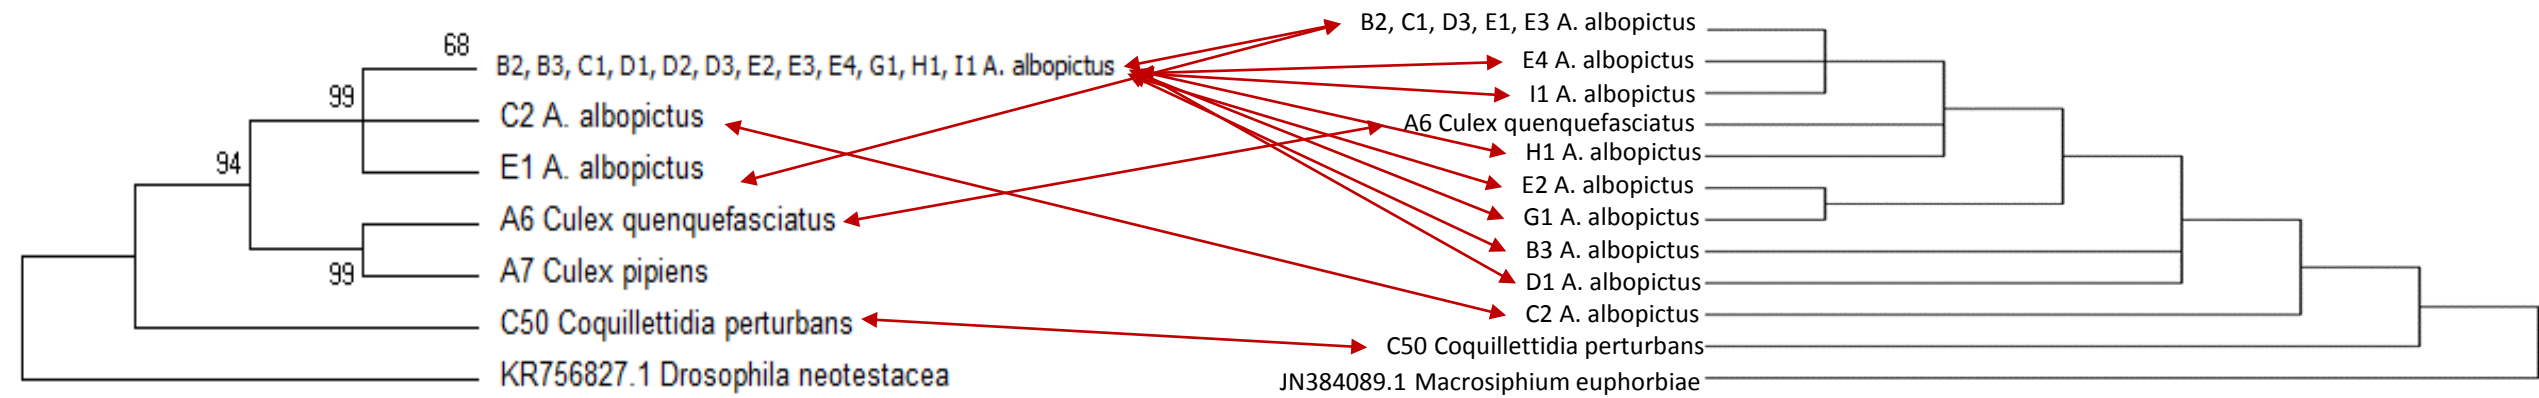 68
B2, B3, C1, D1, D2, D3, E2, E3, E4, G1, H1, I1 A. albopictus
99
C2 A. albopictus
94
E1 A. albopictus
A6 Culex quenquefasciatus
99
A7 Culex pipiens
C50 Coquillettidia perturbans
KR756827.1 Drosophila neotestacea
B2, C1, D3, E1, E3 A. albopictus
E4 A. albopictus
I1 A. albopictus
A6 Culex quenquefasciatus
H1 A. albopictus
E2 A. albopictus
G1 A. albopictus
B3 A. albopictus
D1 A. albopictus
C2 A. albopictus
C50 Coquillettidia perturbans
JN384089.1 Macrosiphium euphorbiae